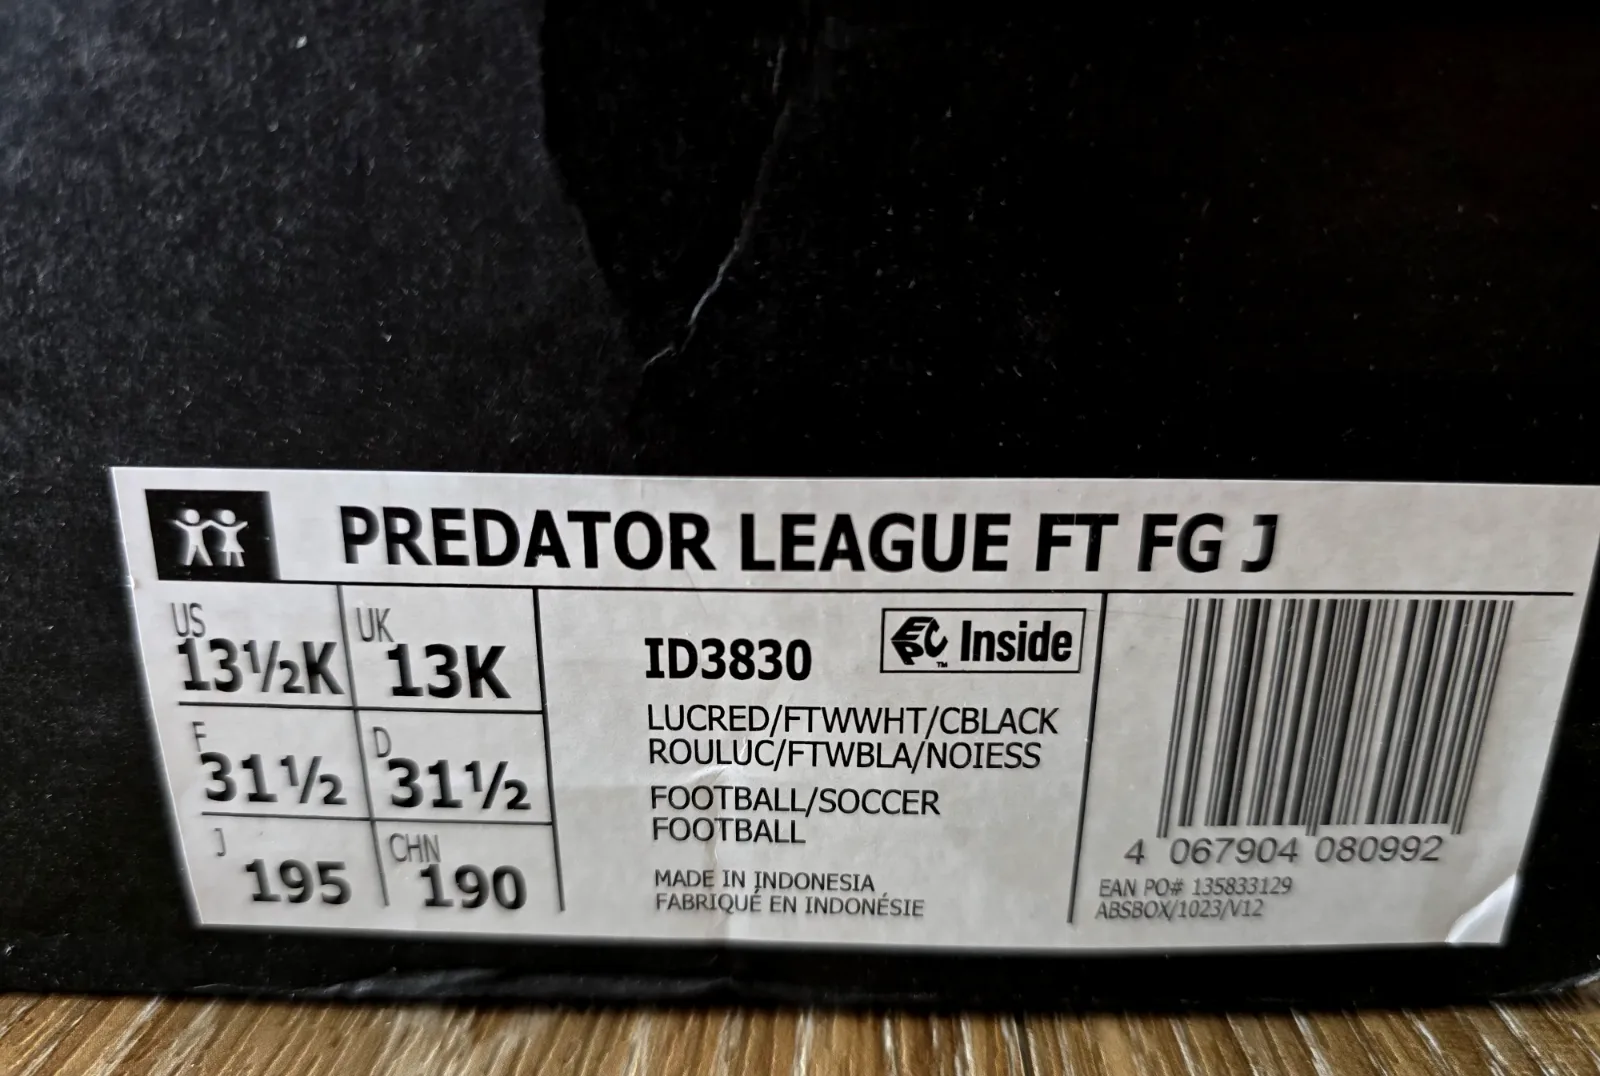 PREDATOR LEAGUE FT FG J
US
13½K
UK
13K
F
31½
D
31½
J
195
CHN
190
ID3830
EPC™ Inside
LUCRED/FTWWHT/CBLACK
ROULUC/FTWBLA/NOIESS
FOOTBALL/SOCCER
FOOTBALL
MADE IN INDONESIA
FABRIQUÉ EN INDONÉSIE
4 067904 080992
EAN PO# 135833129
ABSBOX/1023/V12